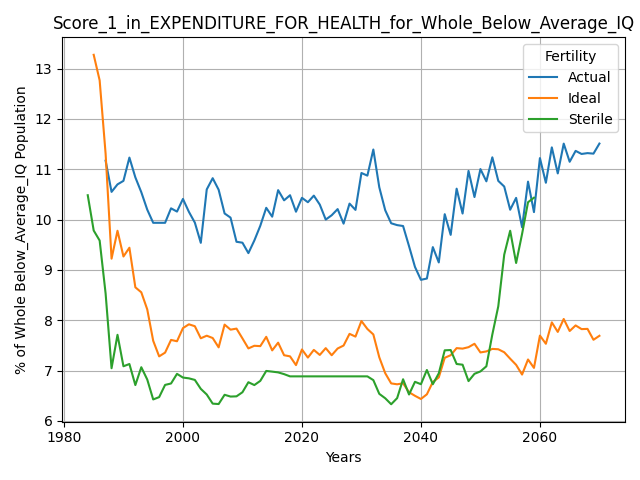 Score_1_in_EXPENDITURE_FOR_HEALTH_for_Whole_Below_Average_IQ
Fertility
Actual
Ideal
Sterile
% of Whole Below_Average_IQ Population
13
12
11
10
9
8
7
6
1980
2000
2020
2040
2060
Years